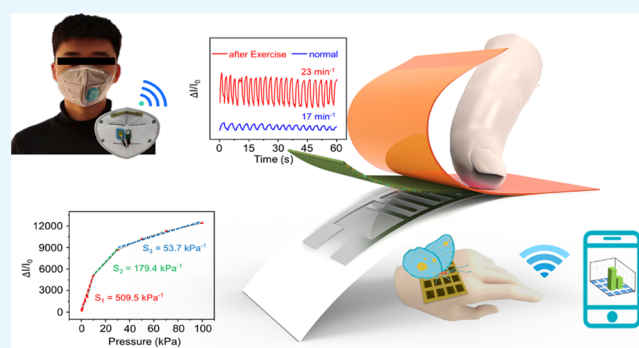 after Exercise
normal
23 min⁻¹
17 min⁻¹
ΔI/I₀
0 15 30 45 60
Time (s)
12000
9000
6000
3000
0
ΔI/I₀
S₃ = 53.7 kPa⁻¹
S₂ = 179.4 kPa⁻¹
S₁ = 509.5 kPa⁻¹
0 20 40 60 80 100
Pressure (kPa)